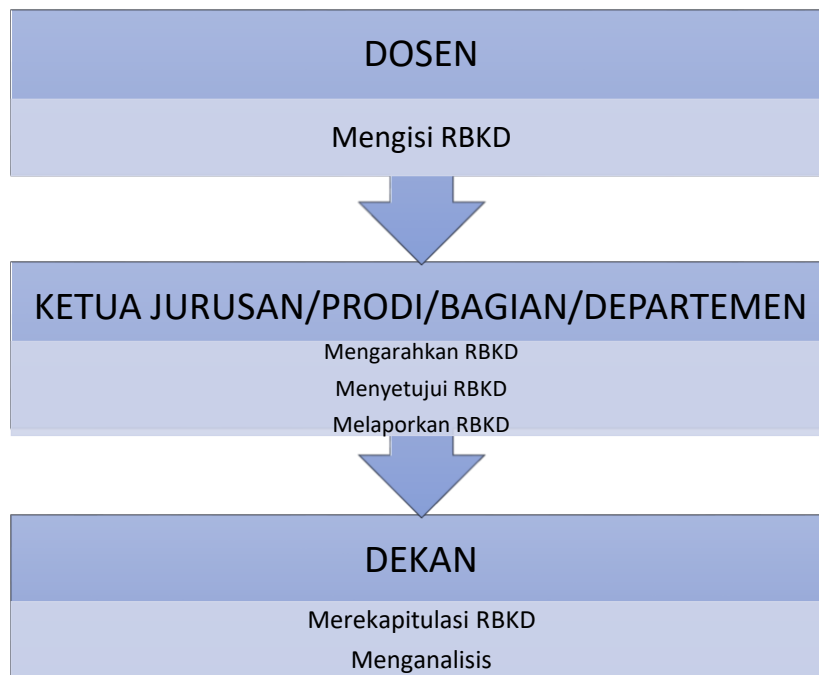 DOSEN
Mengisi RBKD
KETUA JURUSAN/PRODI/BAGIAN/DEPARTEMEN
Mengarahkan RBKD
Menyetujui RBKD
Melaporkan RBKD
DEKAN
Merekapitulasi RBKD
Menganalisis